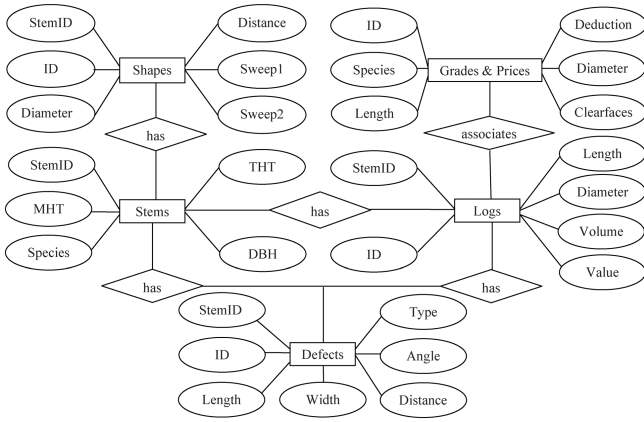 StemID
Distance
ID
Deduction
ID
Shapes
Sweep1
Species
Grades & Prices
Diameter
Diameter
Sweep2
Length
Clearfaces
has
associates
StemID
THT
StemID
Length
MHT
Stems
has
Logs
Diameter
Species
DBH
ID
Volume
Value
has
has
StemID
Type
ID
Defects
Angle
Length
Width
Distance